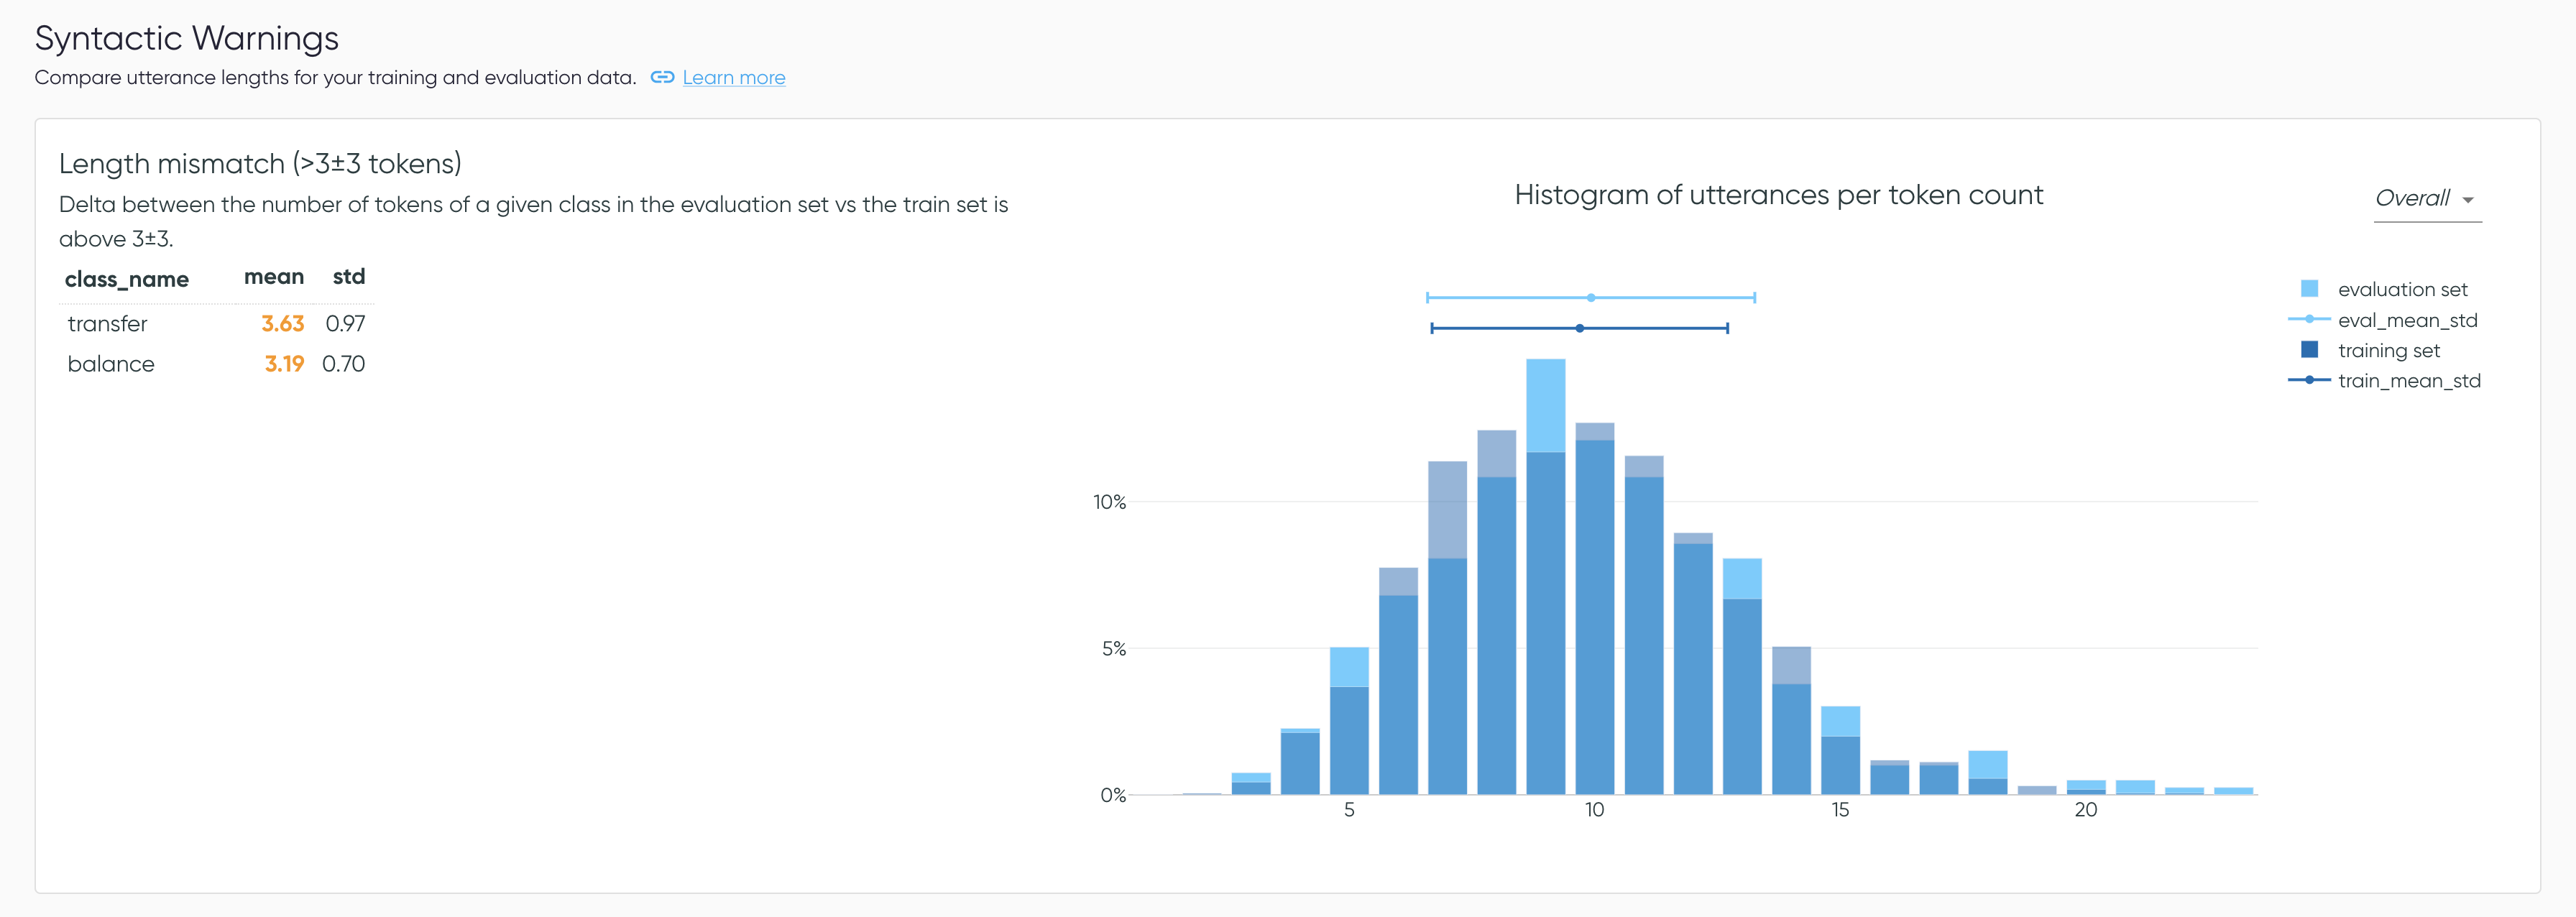 Syntactic Warnings
Compare utterance lengths for your training and evaluation data. Learn more
Length mismatch (>3±3 tokens)
Delta between the number of tokens of a given class in the evaluation set vs the train set is
above 3±3.
class_name mean std
transfer 3.63 0.97
balance 3.19 0.70
Histogram of utterances per token count
Overall
evaluation set
eval_mean_std
training set
train_mean_std
10%
5%
0%
5 10 15 20